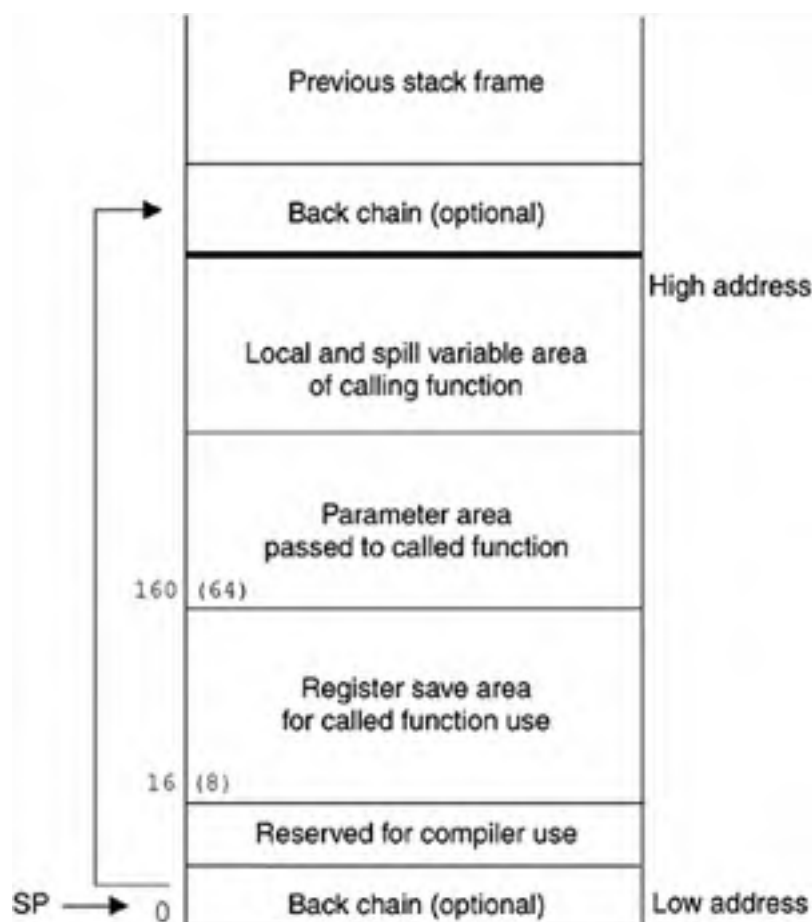 Previous stack frame
Back chain (optional)
High address
Local and spill variable area
of calling function
Parameter area
passed to called function
160 (64)
Register save area
for called function use
16 (8)
Reserved for compiler use
SP 0 Back chain (optional) Low address